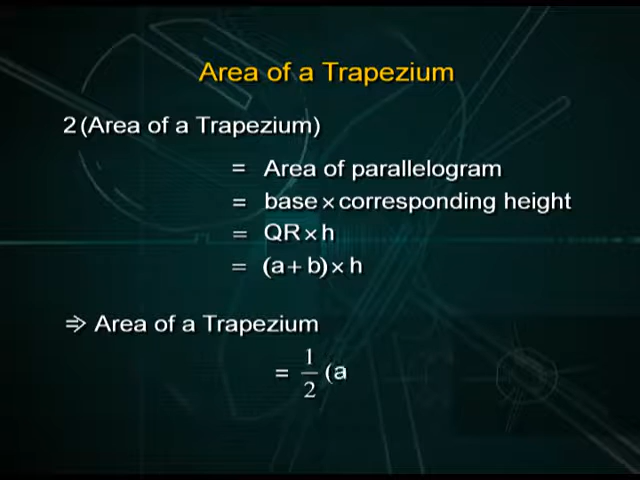 Area of a Trapezium
2(Area of a Trapezium)
= Area of parallelogram
= base × corresponding height
= QR × h
= (a + b) × h
⇒ Area of a Trapezium
= 1/2 (a